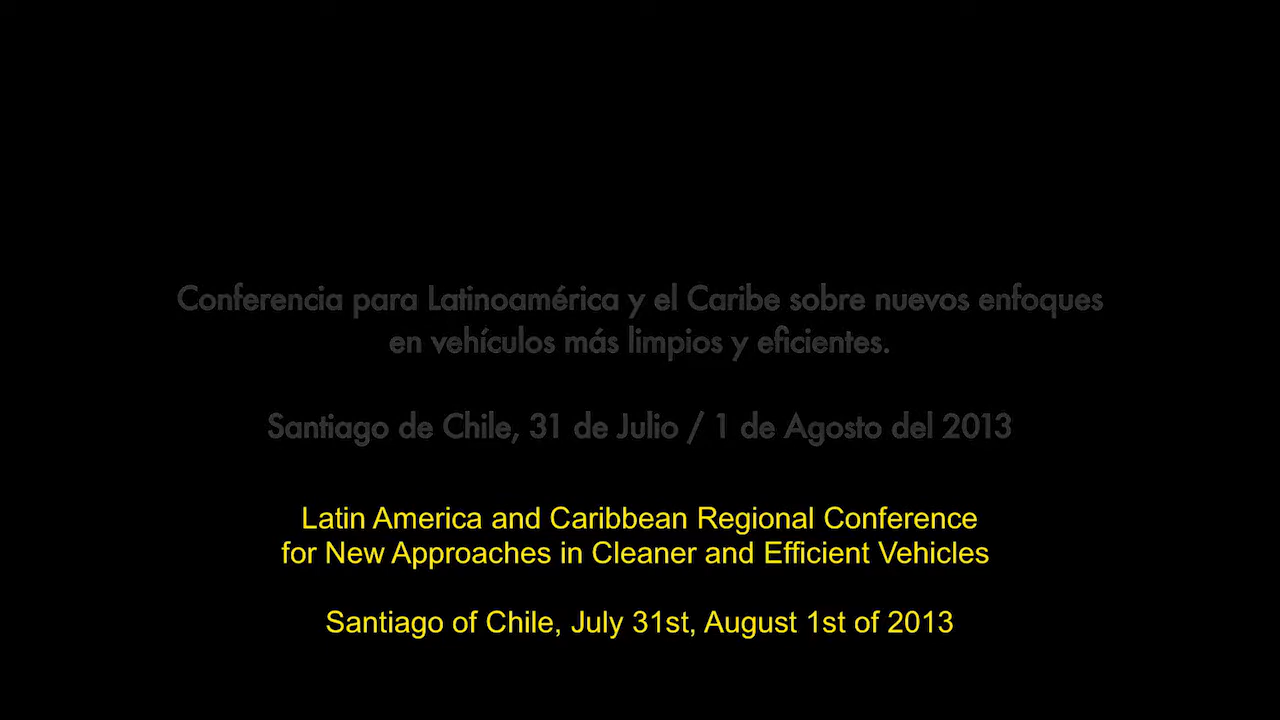 Conferencia para Latinoamérica y el Caribe sobre nuevos enfoques
en vehículos más limpios y eficientes.
Santiago de Chile, 31 de Julio / 1 de Agosto del 2013
Latin America and Caribbean Regional Conference
for New Approaches in Cleaner and Efficient Vehicles
Santiago of Chile, July 31st, August 1st of 2013